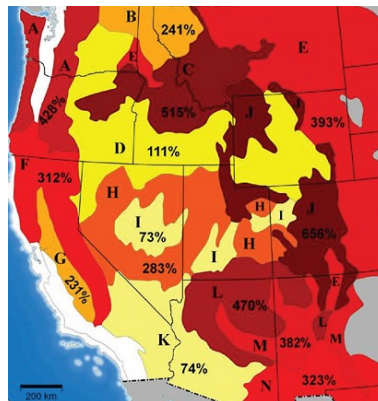 B
241%
A
A
E
E
C
428%
515%
J
J
393%
D
111%
F
312%
H
H
I
J
I
73%
656%
G
231%
283%
I
H
E
L
470%
L
K
M
382%
M
74%
N
323%
200 km